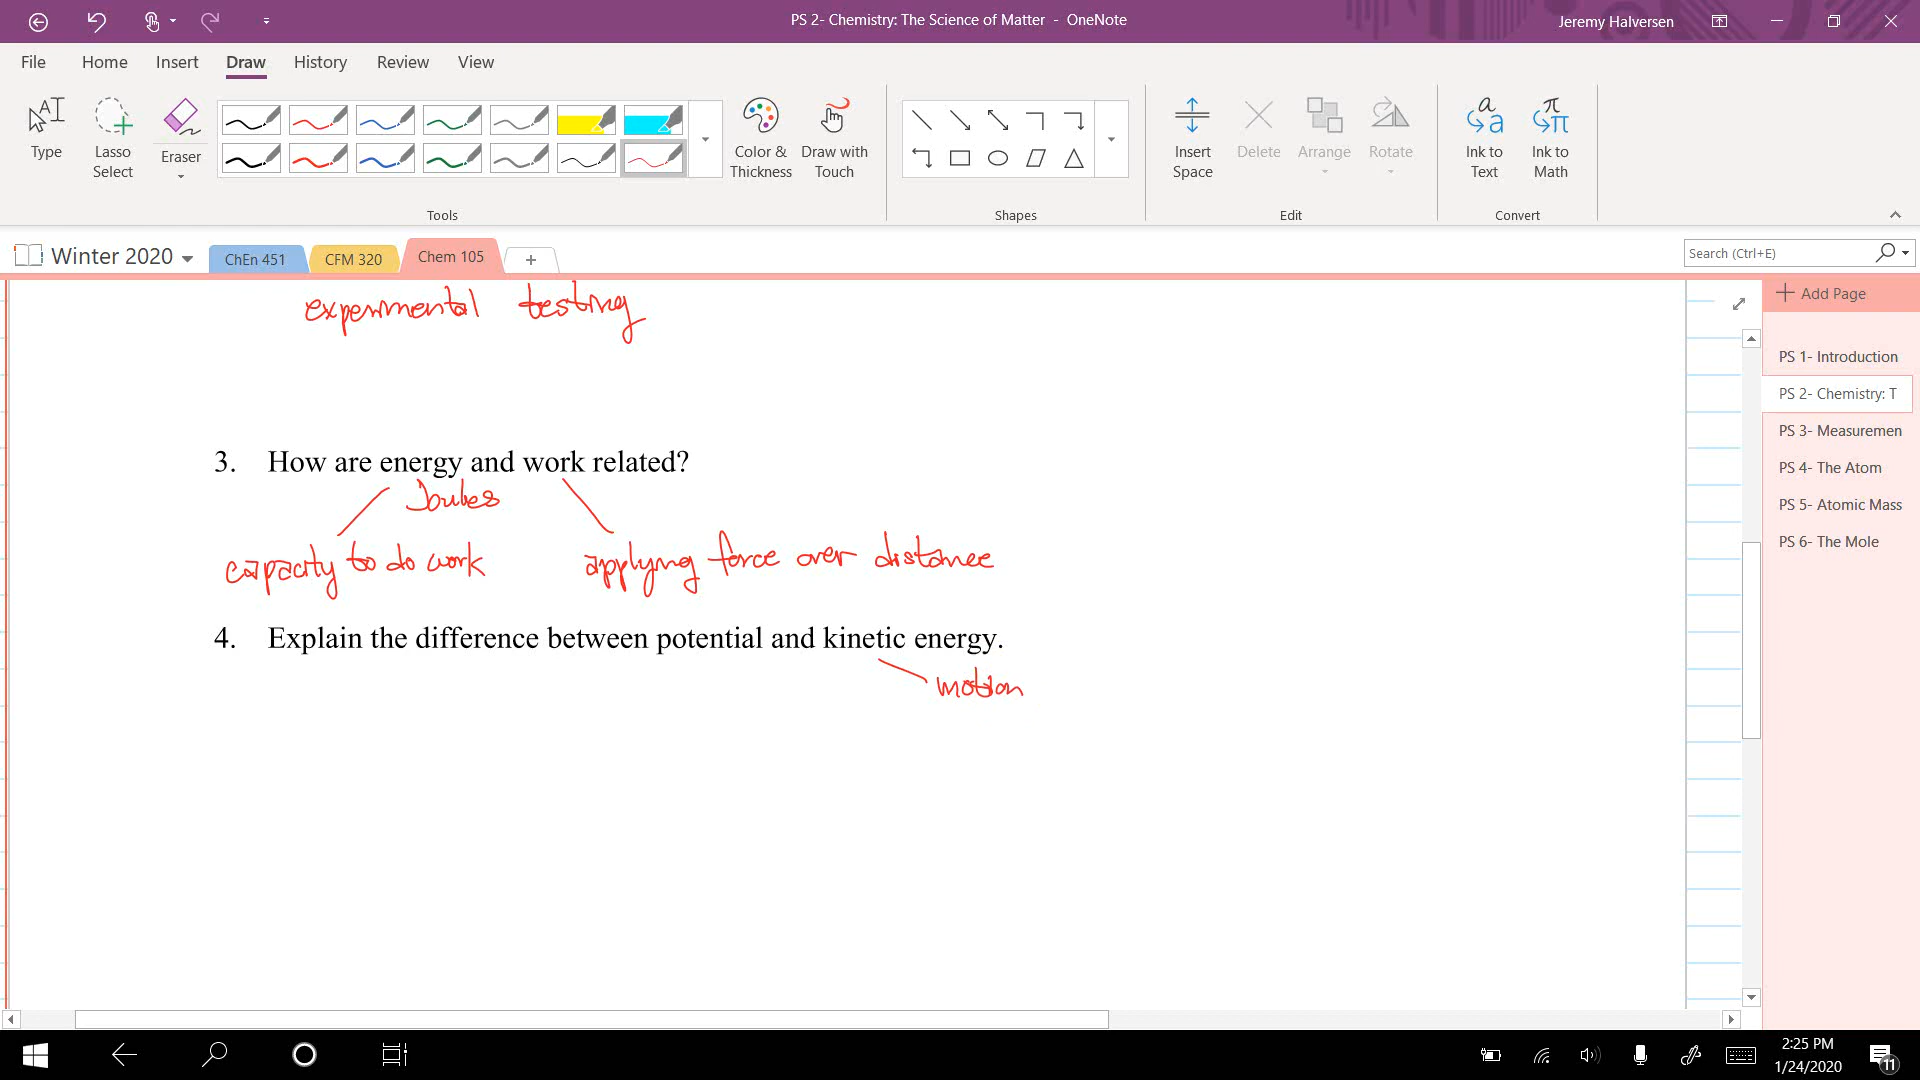 PS 2- Chemistry: The Science of Matter - OneNote
Jeremy Halversen
File Home Insert Draw History Review View
Type
Lasso Select
Eraser
Color & Thickness
Draw with Touch
Insert Space
Delete
Arrange
Rotate
Ink to Text
Ink to Math
Tools Shapes Edit Convert
Winter 2020 ChEn 451 CFM 320 Chem 105
Search (Ctrl+E)
Add Page
PS 1- Introduction
PS 2- Chemistry: T
PS 3- Measuremen
PS 4- The Atom
PS 5- Atomic Mass
PS 6- The Mole
experimental testing
3. How are energy and work related?
Joules
capacity to do work applying force over distance
4. Explain the difference between potential and kinetic energy.
motion
2:25 PM
1/24/2020
11